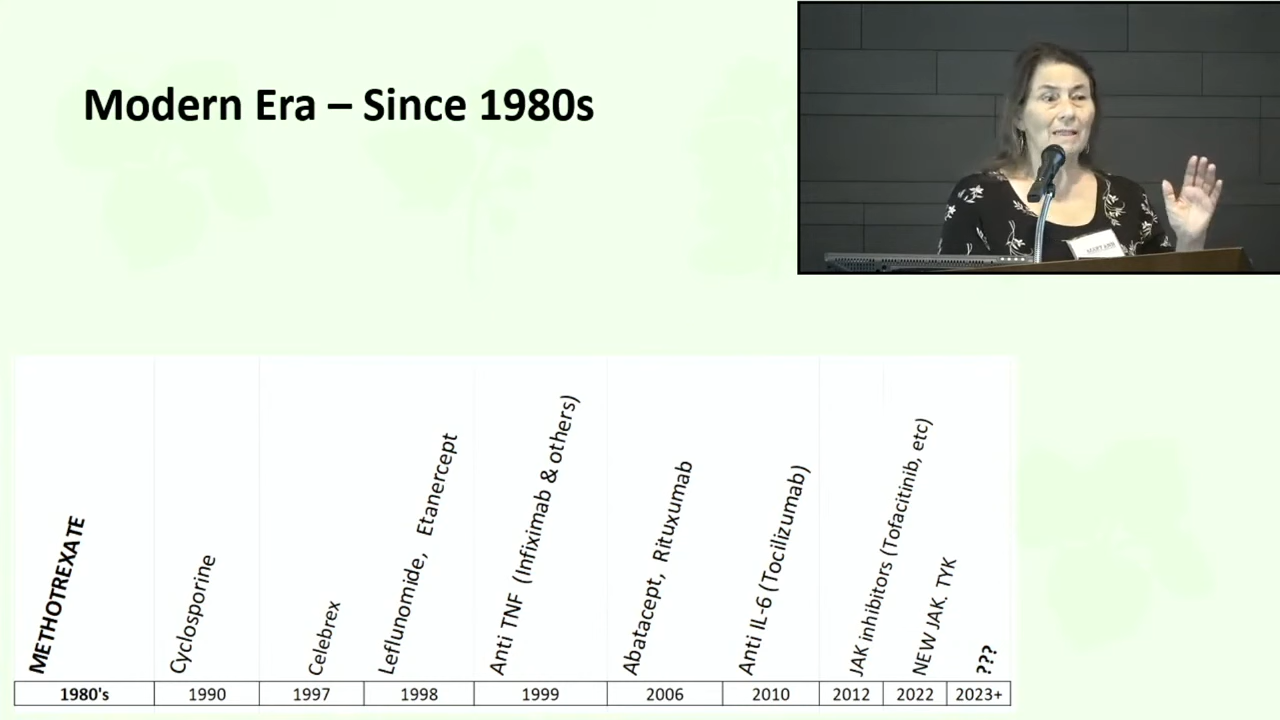 Modern Era – Since 1980s
METHOTREXATE
Cyclosporine
Celebrex
Leflunomide, Etanercept
Anti TNF (Infiximab & others)
Abatacept, Rituxumab
Anti IL-6 (Tocilizumab)
JAK inhibitors (Tofacitinib, etc)
NEW JAK. TYK
???
1980's 1990 1997 1998 1999 2006 2010 2012 2022 2023+